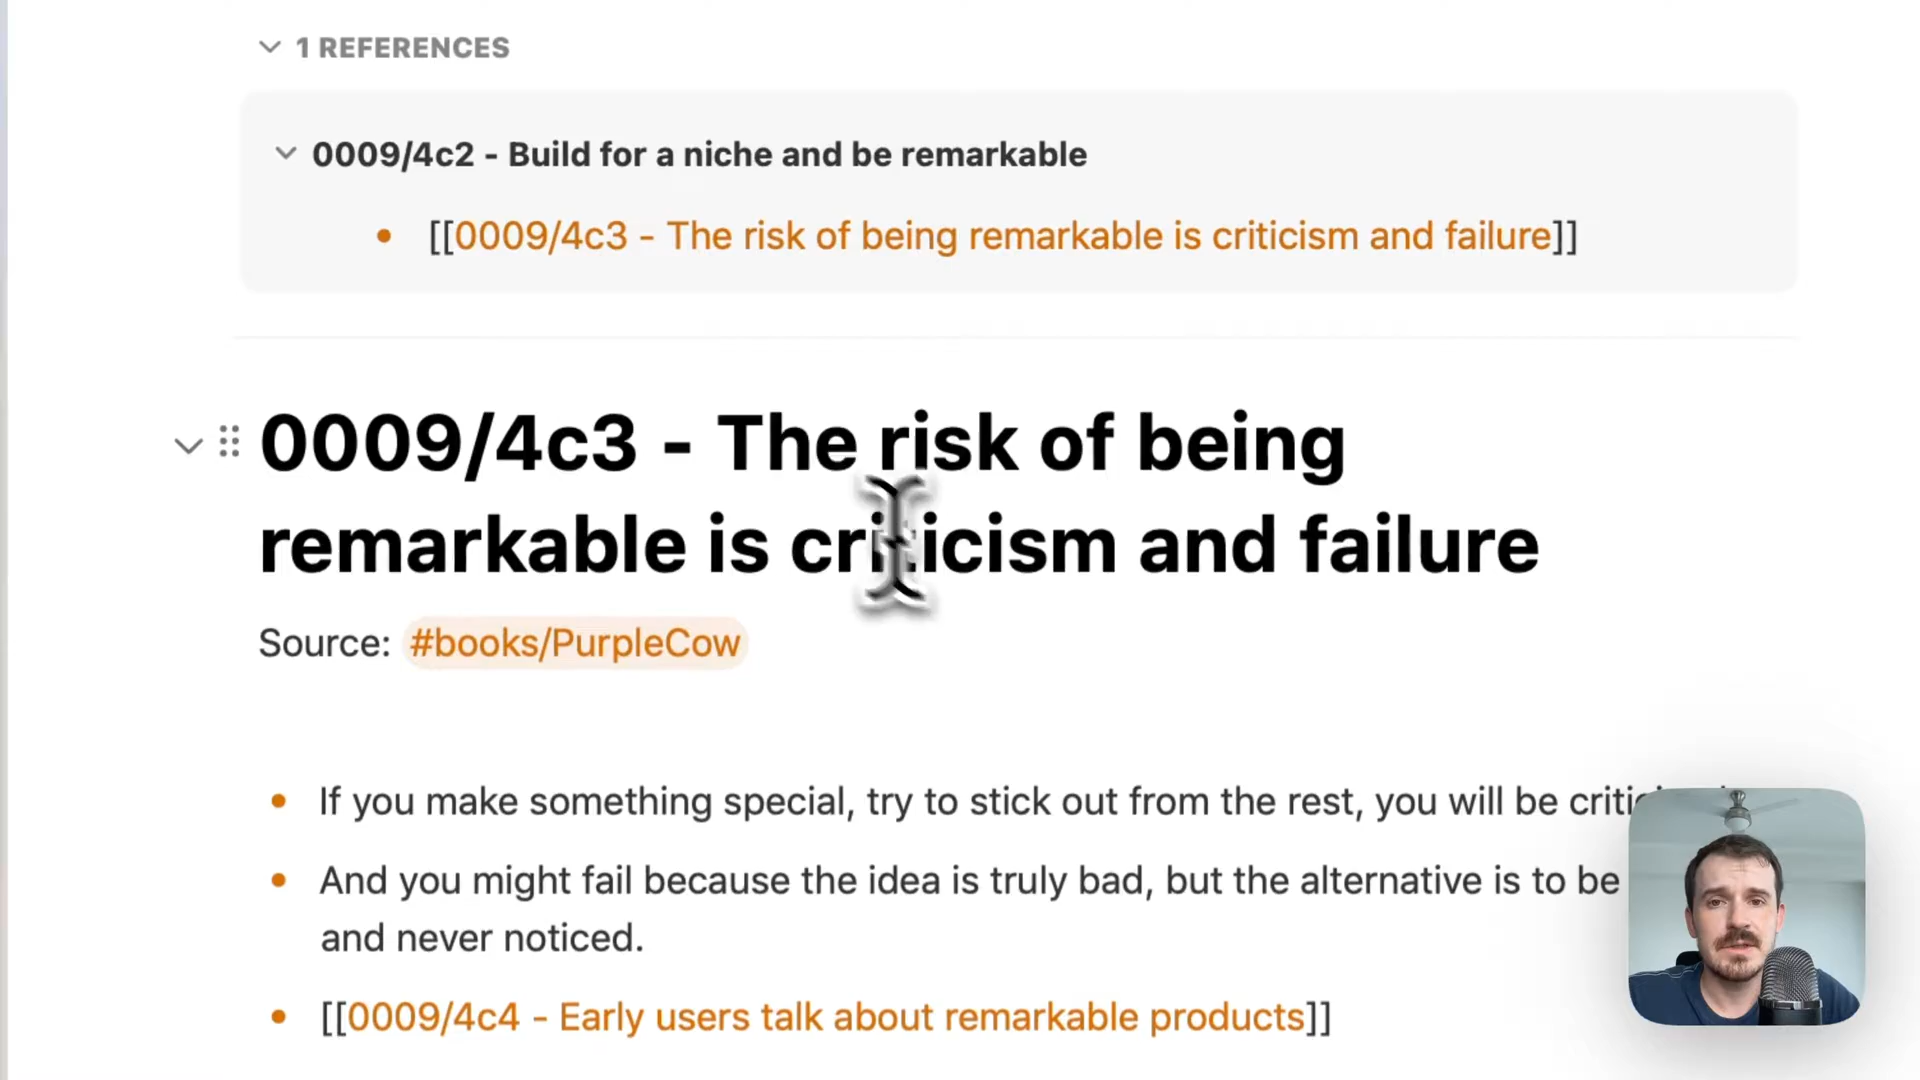 1 REFERENCES
0009/4c2 - Build for a niche and be remarkable
[[0009/4c3 - The risk of being remarkable is criticism and failure]]
0009/4c3 - The risk of being
remarkable is criticism and failure
Source: #books/PurpleCow
If you make something special, try to stick out from the rest, you will be
And you might fail because the idea is truly bad, but the alternative is to be
and never noticed.
[[0009/4c4 - Early users talk about remarkable products]]